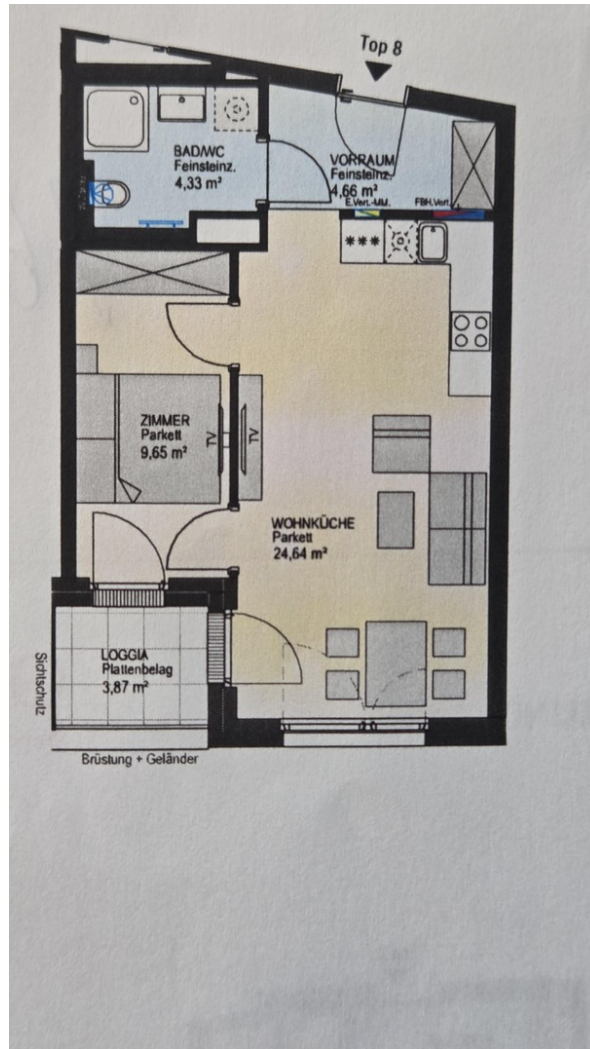 Top 8
BAD/WC
Feinsteinz.
4,33 m²
VORRAUM
Feinsteinz.
4,66 m²
E.Vert.-MM.
FBH.Vert.
ZIMMER
Parkett
9,65 m²
TV
TV
WOHNKÜCHE
Parkett
24,64 m²
LOGGIA
Plattenbelag
3,87 m²
Sichtschutz
Brüstung + Geländer